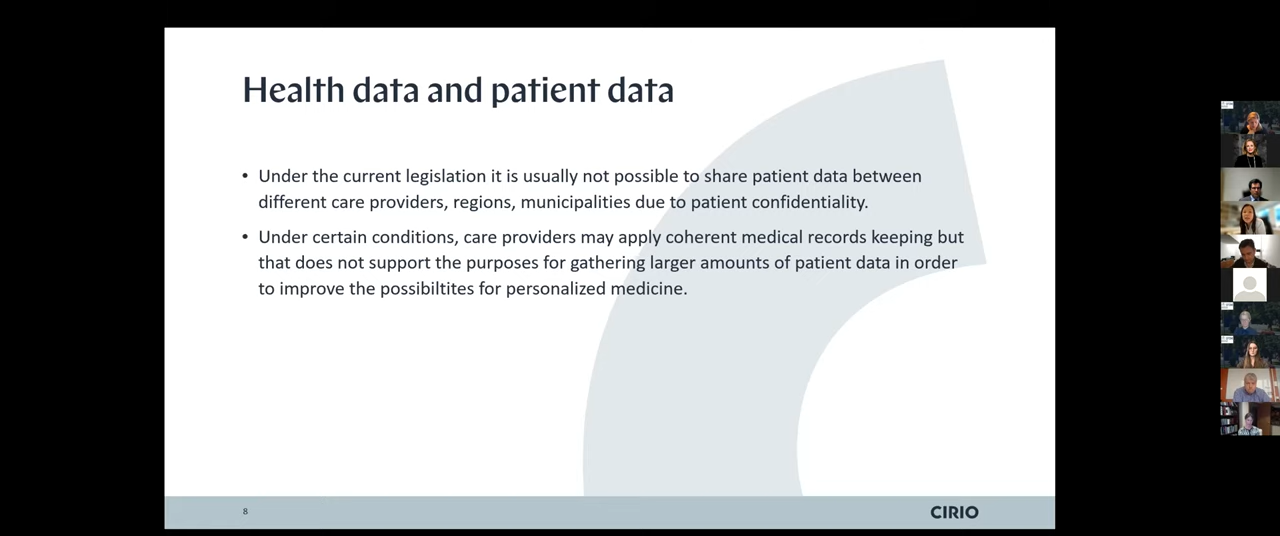 Health data and patient data
• Under the current legislation it is usually not possible to share patient data between
different care providers, regions, municipalities due to patient confidentiality.
• Under certain conditions, care providers may apply coherent medical records keeping but
that does not support the purposes for gathering larger amounts of patient data in order
to improve the possibiltites for personalized medicine.
8
CIRIO